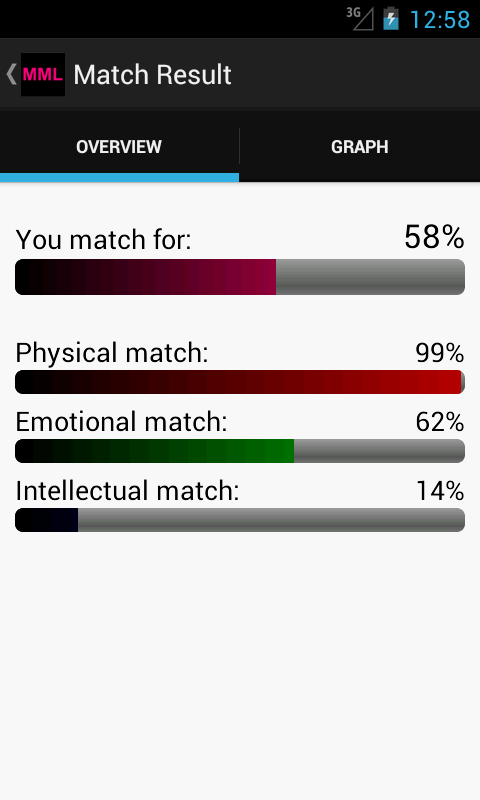 3G 12:58
MML Match Result
OVERVIEW GRAPH
You match for: 58%
Physical match: 99%
Emotional match: 62%
Intellectual match: 14%